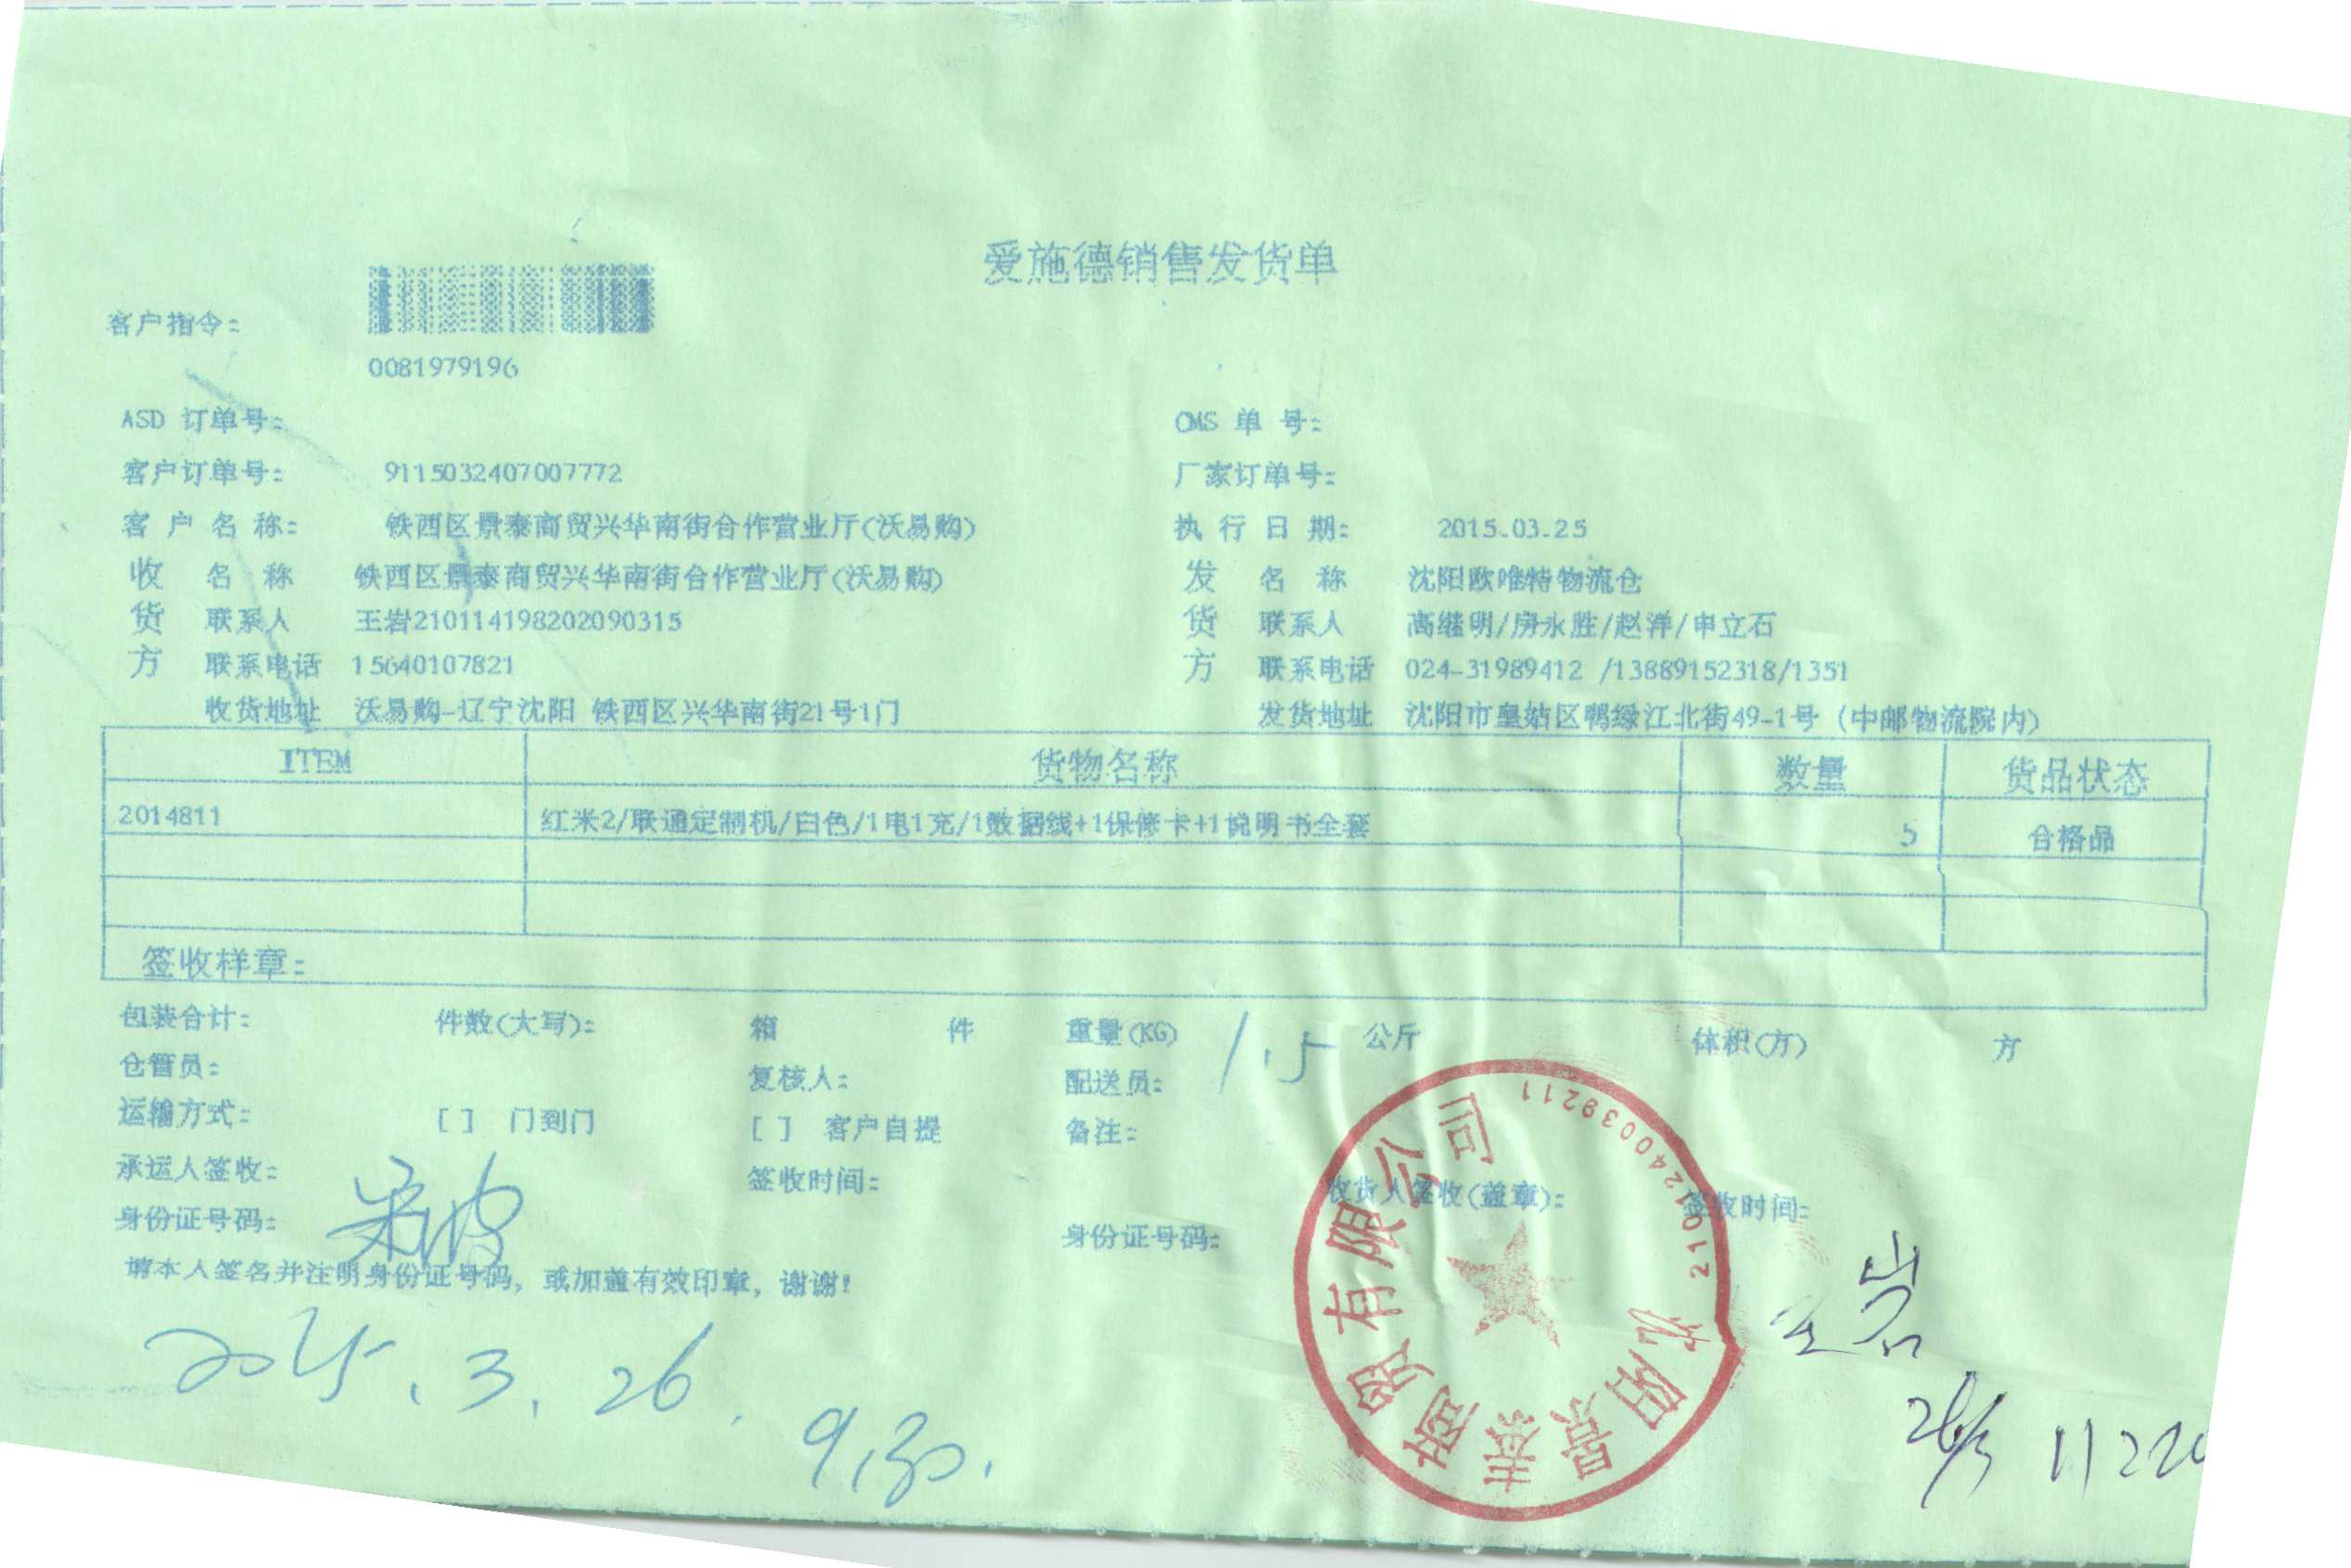 爱施德销售发货单
客户指令:
0081979196
ASD 订单号: CMS 单 号:
客户订单号: 9115032407007772 厂家订单号:
客 户 名 称: 铁西区景泰商贸兴华南街合作营业厅(沃易购) 执 行 日 期: 2015.03.25
收 名 称 铁西区景泰商贸兴华南街合作营业厅(沃易购) 发 名 称 沈阳欧唯特物流仓
货 联系人 王岩210114198202090315 货 联系人 高继明/房永胜/赵洋/申立石
方 联系电话 15640107821 方 联系电话 024-31989412 /13889152318/1351
收货地址 沃易购-辽宁沈阳 铁西区兴华南街21号1门 发货地址 沈阳市皇姑区鸭绿江北街49-1号 (中邮物流院内)
ITEM 货物名称 数量 货品状态
2014811 红米2/联通定制机/白色/1电1充/1数据线+1保修卡+1说明书全套 5 合格品
签收样章:
包装合计: 件数(大写): 箱 件 重量(KG) 1.5 公斤 体积(方) 方
仓管员: 复核人: 配送员:
运输方式: [ ] 门到门 [ ] 客户自提 备注:
承运人签收: 签收时间: 收货人签收(盖章): 签收时间:
身份证号码: 身份证号码:
请本人签名并注明身份证号码, 或加盖有效印章, 谢谢!
沈阳景泰商贸有限公司
2101240039211
王岩
2015.3.26. 9:30.
26/3